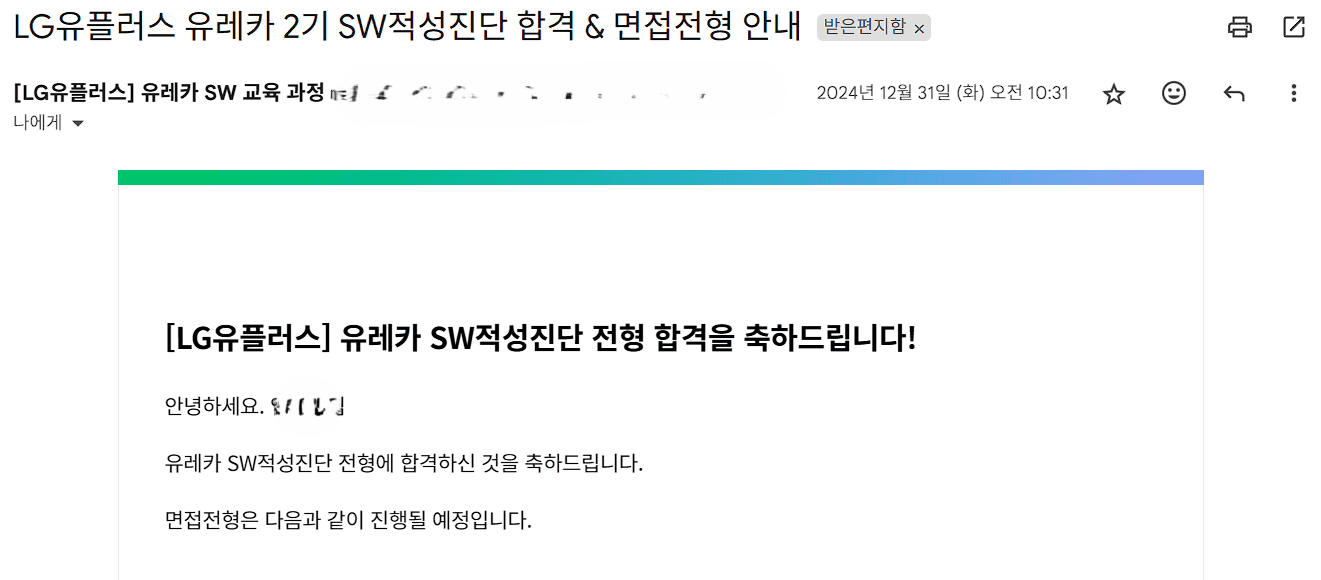 LG유플러스 유레카 2기 SW적성진단 합격 & 면접전형 안내 받은편지함 ×
[LG유플러스] 유레카 SW 교육 과정 2024년 12월 31일 (화) 오전 10:31
나에게
[LG유플러스] 유레카 SW적성진단 전형 합격을 축하드립니다!
안녕하세요.
유레카 SW적성진단 전형에 합격하신 것을 축하드립니다.
면접전형은 다음과 같이 진행될 예정입니다.